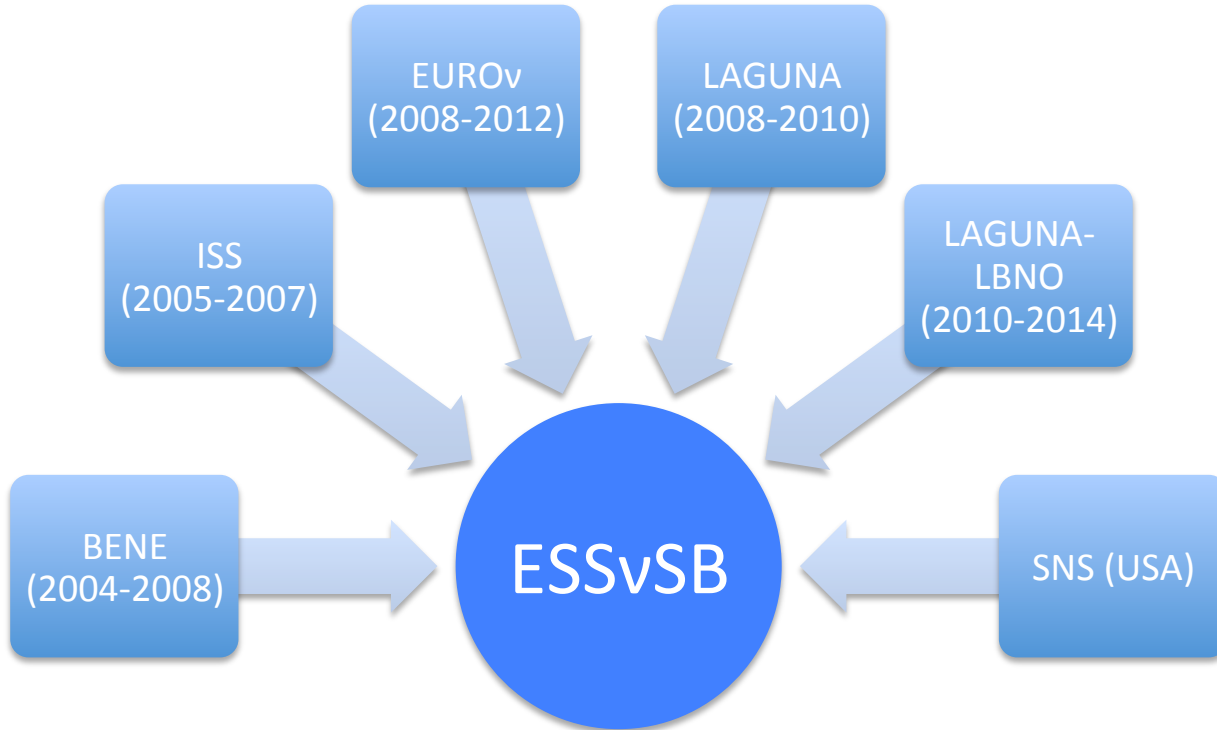 EUROν
(2008-2012)
LAGUNA
(2008-2010)
ISS
(2005-2007)
LAGUNA-
LBNO
(2010-2014)
BENE
(2004-2008)
ESSνSB
SNS (USA)